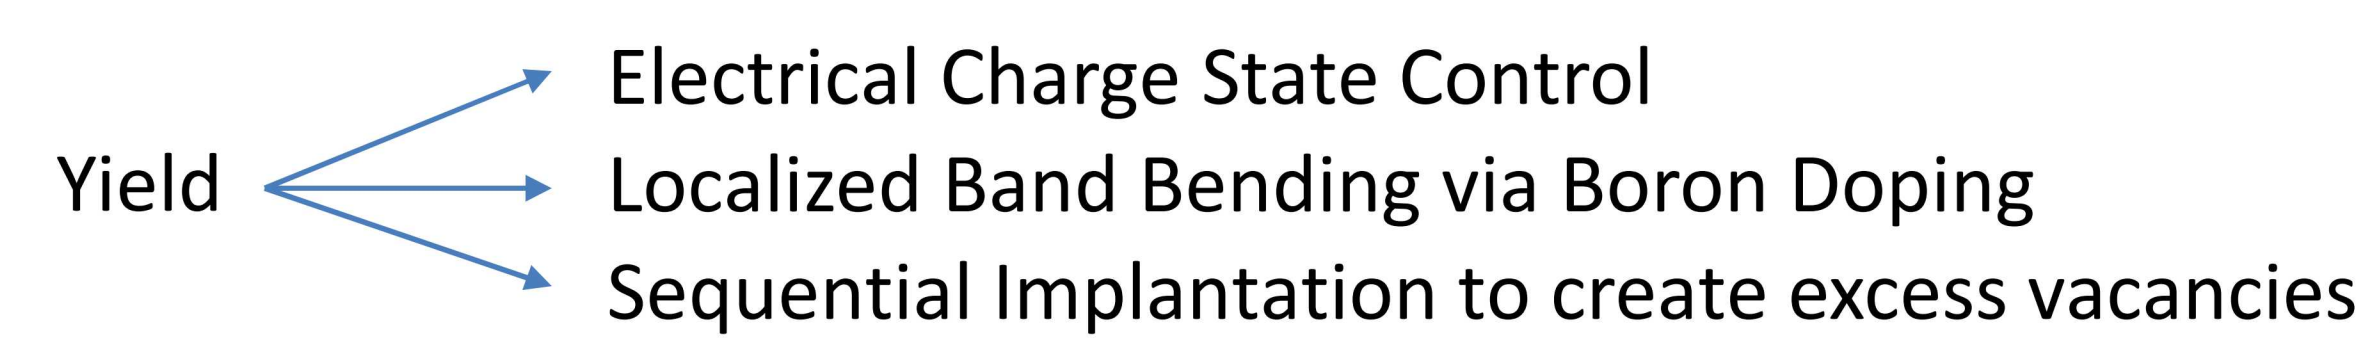 Electrical Charge State Control
Yield
Localized Band Bending via Boron Doping
Sequential Implantation to create excess vacancies